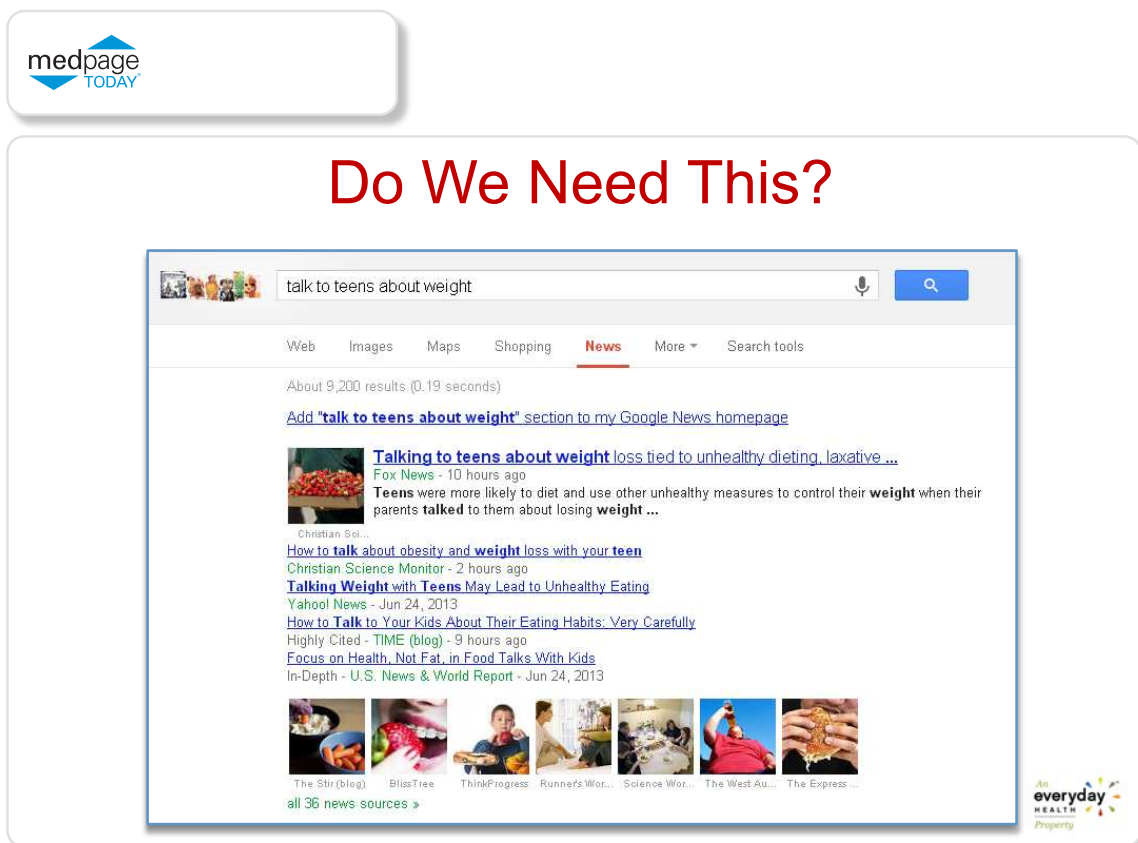 medpage
TODAY
Do We Need This?
talk to teens about weight
Web Images Maps Shopping News More Search tools
About 9,200 results (0.19 seconds)
Add "talk to teens about weight" section to my Google News homepage
Talking to teens about weight loss tied to unhealthy dieting, laxative ...
Fox News - 10 hours ago
Teens were more likely to diet and use other unhealthy measures to control their weight when their
parents talked to them about losing weight ...
Christian Sci...
How to talk about obesity and weight loss with your teen
Christian Science Monitor - 2 hours ago
Talking Weight with Teens May Lead to Unhealthy Eating
Yahoo! News - Jun 24, 2013
How to Talk to Your Kids About Their Eating Habits: Very Carefully
Highly Cited - TIME (blog) - 9 hours ago
Focus on Health, Not Fat, in Food Talks With Kids
In-Depth - U.S. News & World Report - Jun 24, 2013
The Stir (blog) BlissTree ThinkProgress Runner's Wor... Science Wor... The West Au... The Express ...
all 36 news sources »
An
everyday
HEALTH
Property